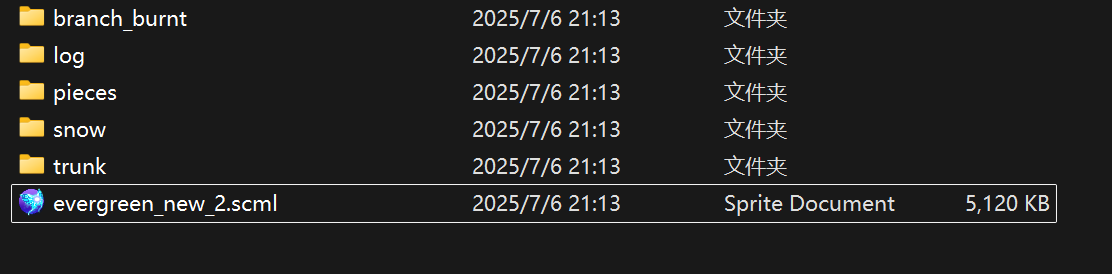 branch_burnt 2025/7/6 21:13 文件夹
log 2025/7/6 21:13 文件夹
pieces 2025/7/6 21:13 文件夹
snow 2025/7/6 21:13 文件夹
trunk 2025/7/6 21:13 文件夹
evergreen_new_2.scml 2025/7/6 21:13 Sprite Document 5,120 KB